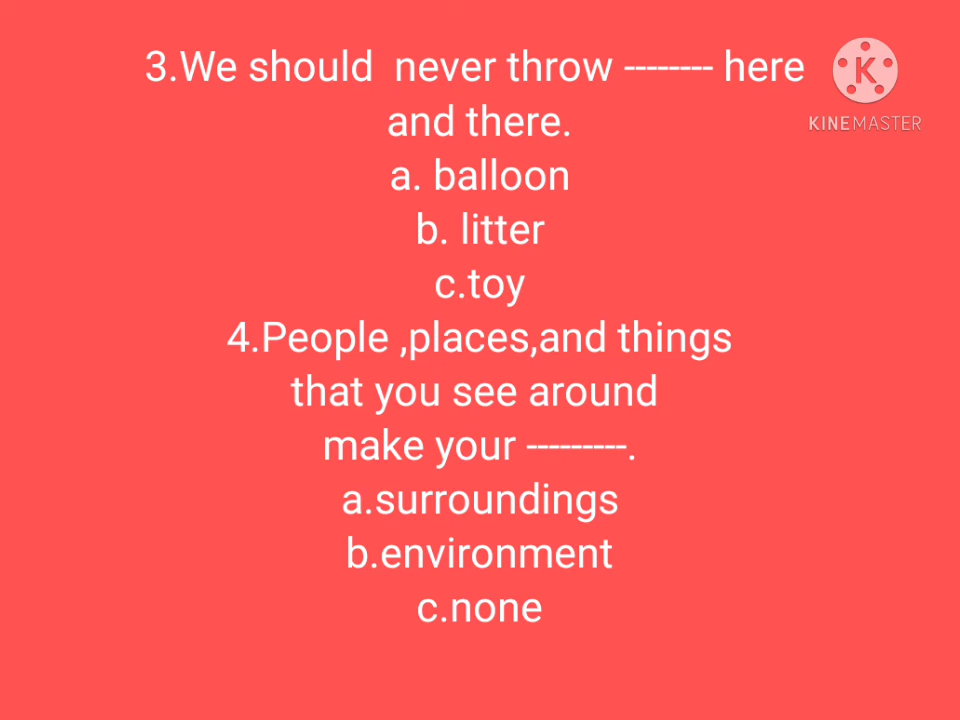 3.We should  never throw -------- here
and there.
a. balloon
b. litter
c.toy
4.People ,places,and things
that you see around
make your ---------.
a.surroundings
b.environment
c.none
K
KINEMASTER